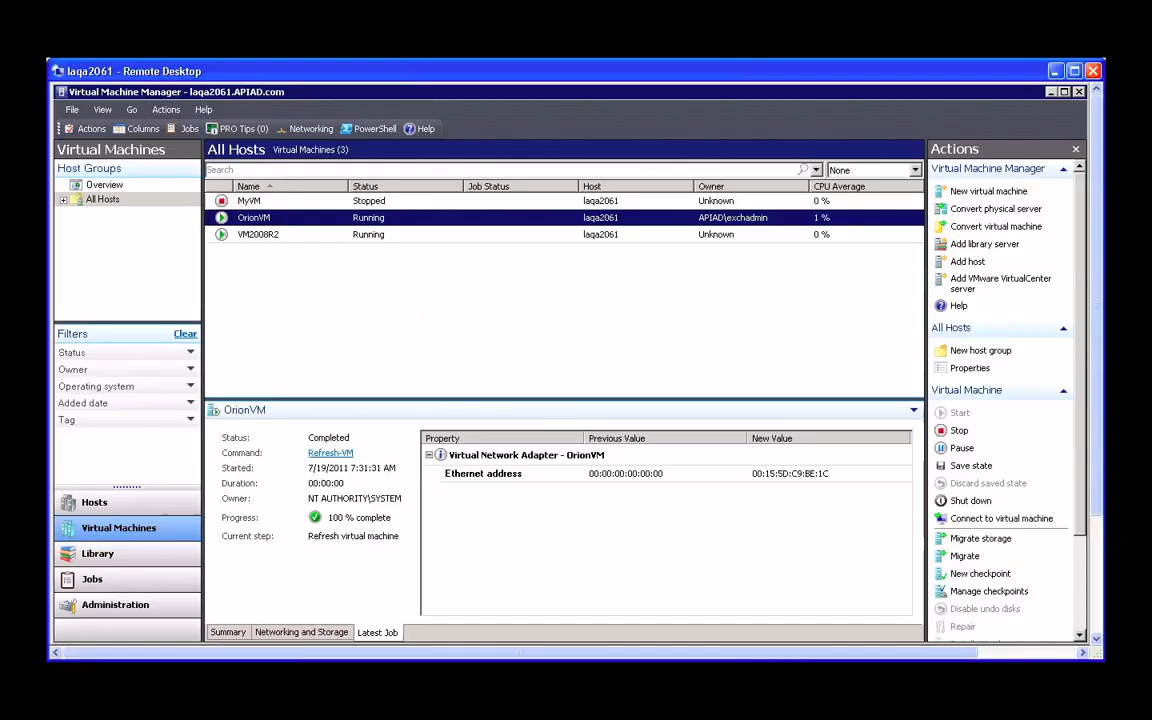 laqa2061 - Remote Desktop
Virtual Machine Manager - laqa2061.APIAD.com
File View Go Actions Help
Actions Columns Jobs PRO Tips (0) Networking PowerShell Help
Virtual Machines
Host Groups
Overview
All Hosts
Filters Clear
Status
Owner
Operating system
Added date
Tag
Hosts
Virtual Machines
Library
Jobs
Administration
All Hosts Virtual Machines (3)
Search None
Name Status Job Status Host Owner CPU Average
MyVM Stopped laqa2061 Unknown 0 %
OrionVM Running laqa2061 APIAD\exchadmin 1 %
VM2008R2 Running laqa2061 Unknown 0 %
OrionVM
Status: Completed
Command: Refresh-VM
Started: 7/19/2011 7:31:31 AM
Duration: 00:00:00
Owner: NT AUTHORITY\SYSTEM
Progress: 100 % complete
Current step: Refresh virtual machine
Property Previous Value New Value
Virtual Network Adapter - OrionVM
Ethernet address 00:00:00:00:00:00 00:15:5D:C9:BE:1C
Summary Networking and Storage Latest Job
Actions
Virtual Machine Manager
New virtual machine
Convert physical server
Convert virtual machine
Add library server
Add host
Add VMware VirtualCenter
server
Help
All Hosts
New host group
Properties
Virtual Machine
Start
Stop
Pause
Save state
Discard saved state
Shut down
Connect to virtual machine
Migrate storage
Migrate
New checkpoint
Manage checkpoints
Disable undo disks
Repair